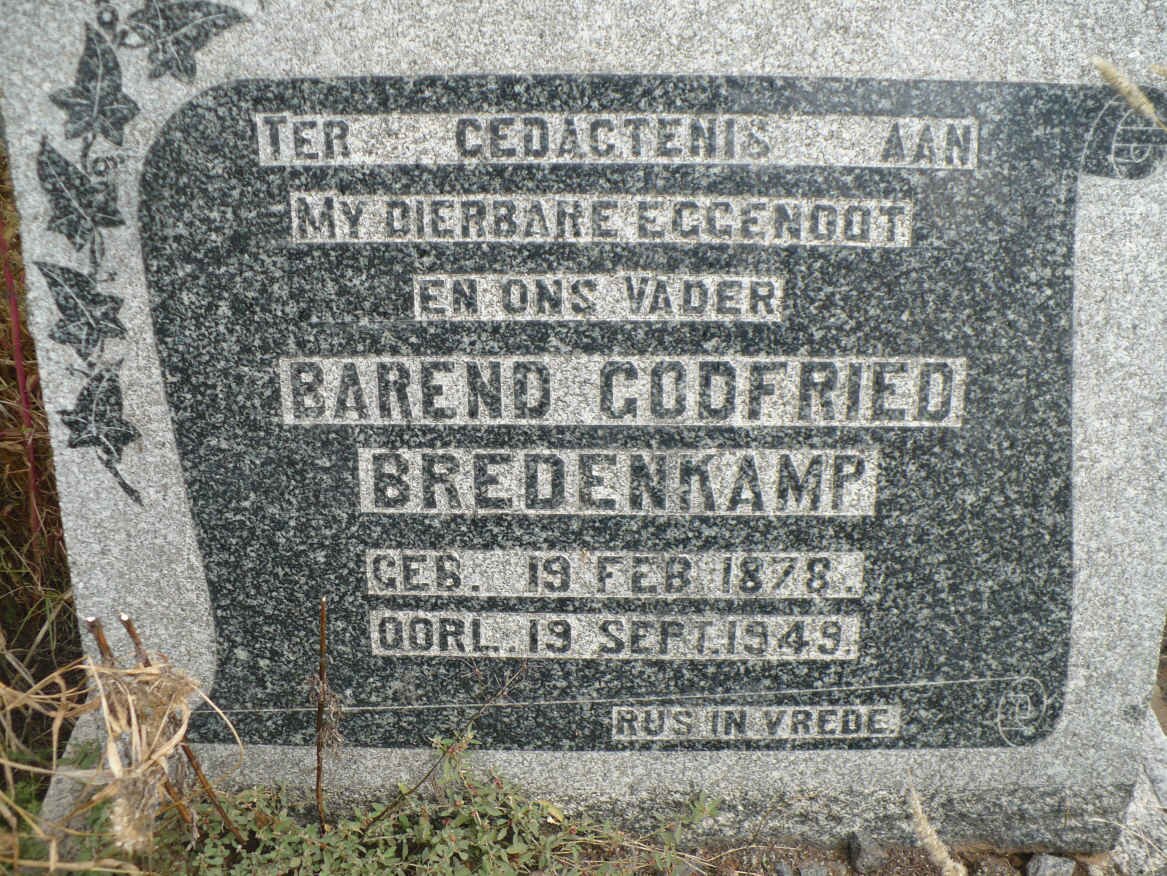 TER GEDAGTENIS AAN
MY DIERBARE EGGENOOT
EN ONS VADER
BAREND GODFRIED
BREDENKAMP
GEB. 19 FEB 1878.
OORL. 19 SEPT. 1949.
RUS IN VREDE